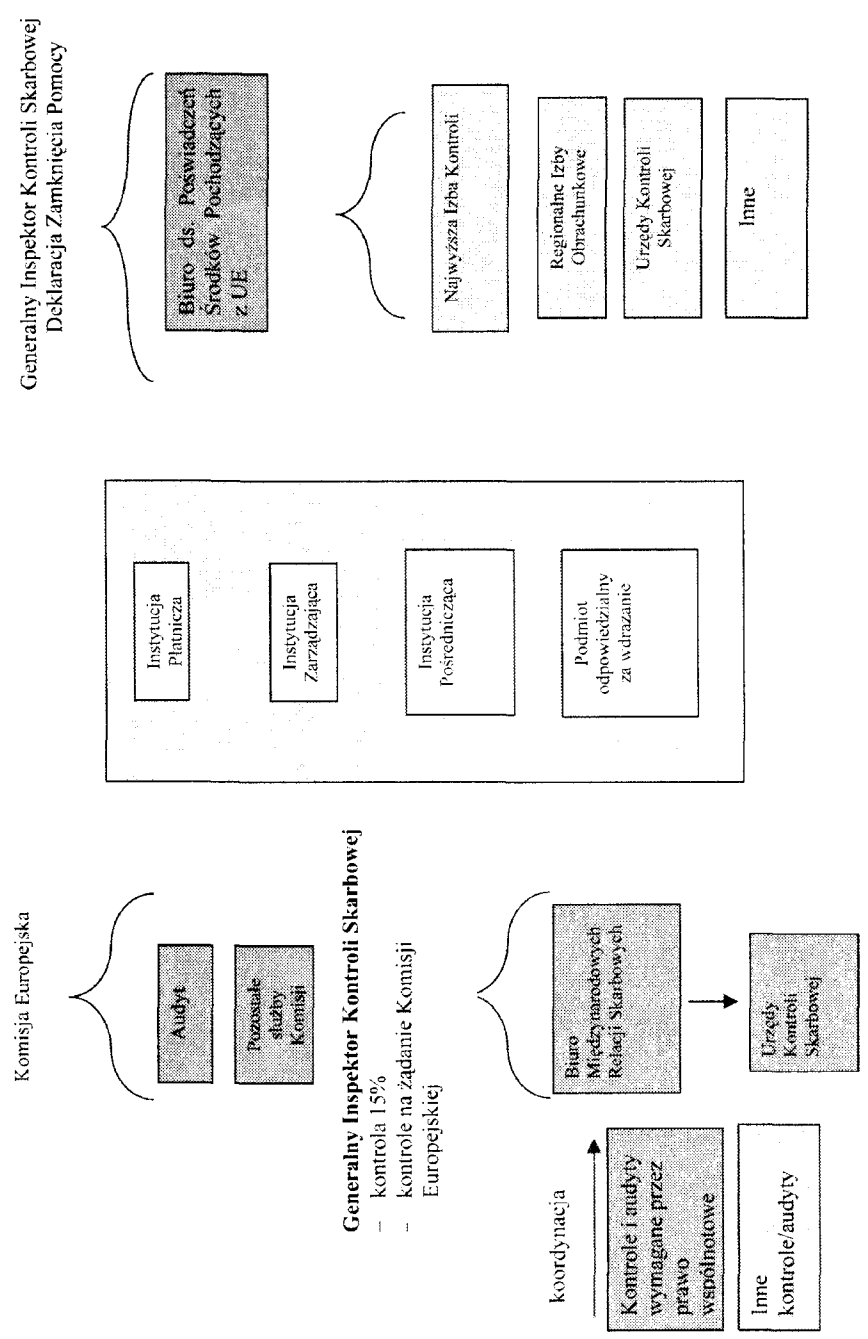 Komisja Europejska
Audyt
Pozostałe
służby
Komisji
Generalny Inspektor Kontroli Skarbowej
– kontrola 15%
– kontrole na żądanie Komisji
Europejskiej
koordynacja
Kontrole i audyty
wymagane przez
prawo
wspólnotowe
Inne
kontrole/audyty
Biuro
Międzynarodowych
Relacji Skarbowych
Urzędy
Kontroli
Skarbowej
Instytucja
Płatnicza
Instytucja
Zarządzająca
Instytucja
Pośrednicząca
Podmiot
odpowiedzialny
za wdrażanie
Generalny Inspektor Kontroli Skarbowej
Deklaracja Zamknięcia Pomocy
Biuro ds. Poświadczeń
Środków Pochodzących
z UE
Najwyższa Izba Kontroli
Regionalne Izby
Obrachunkowe
Urzędy Kontroli
Skarbowej
Inne